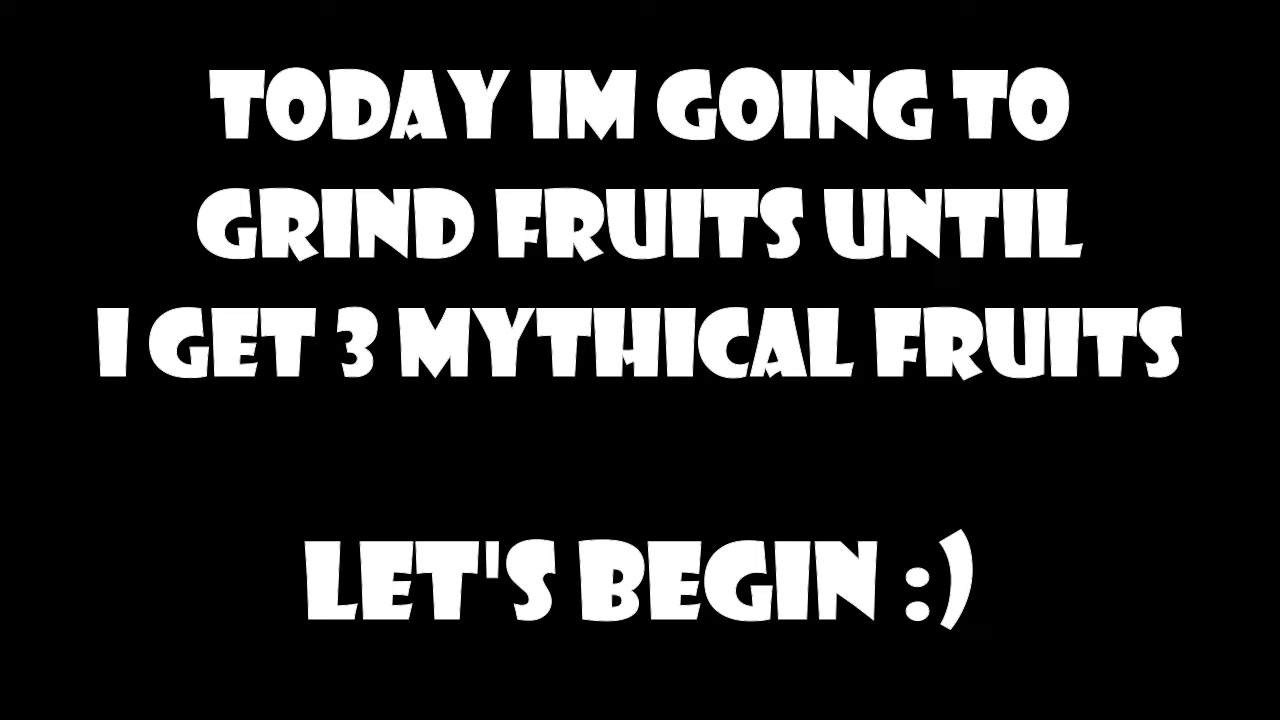 TODAY IM GOING TO
GRIND FRUITS UNTIL
I GET 3 MYTHICAL FRUITS
LET'S BEGIN :)